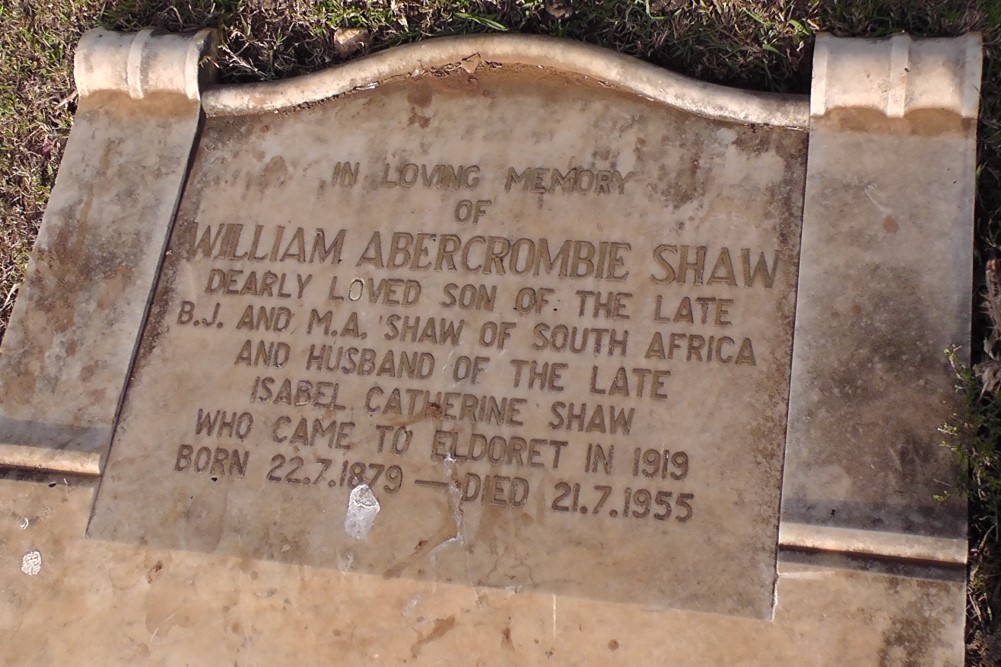 IN LOVING MEMORY
OF
WILLIAM ABERCROMBIE SHAW
DEARLY LOVED SON OF THE LATE
B.J. AND M.A. SHAW OF SOUTH AFRICA
AND HUSBAND OF THE LATE
ISABEL CATHERINE SHAW
WHO CAME TO ELDORET IN 1919
BORN 22.7.1879 — DIED 21.7.1955